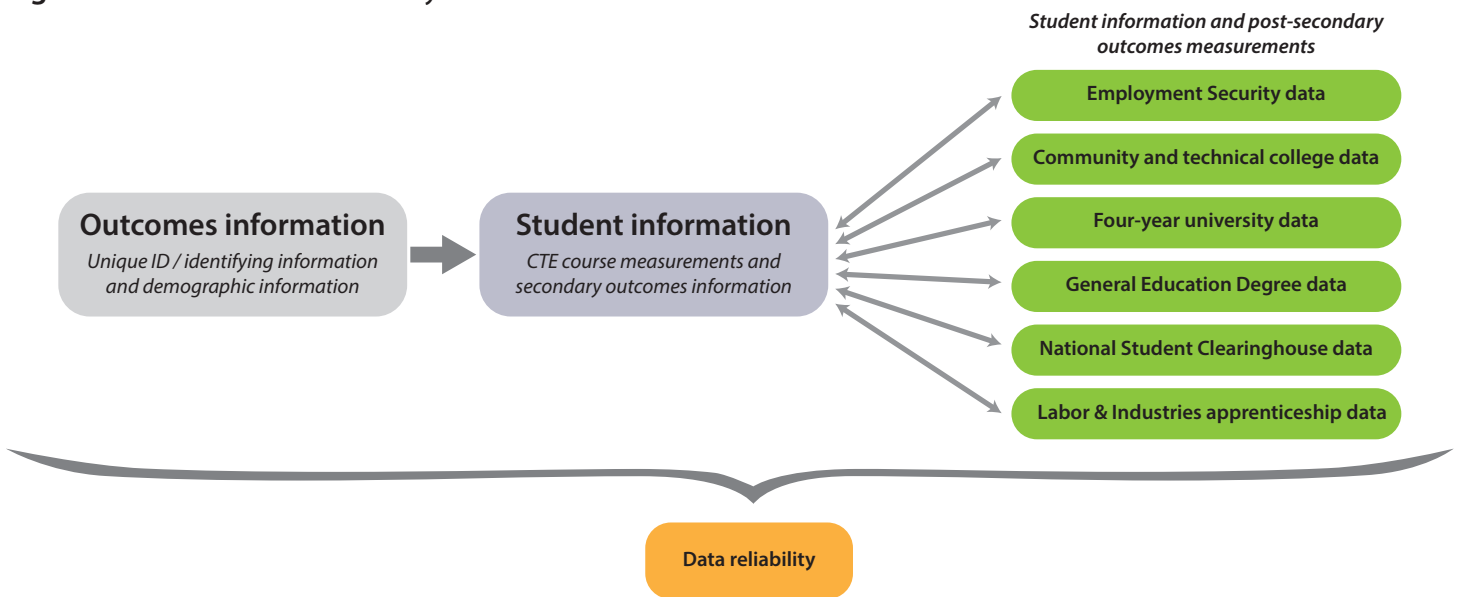 Student information and post-secondary
outcomes measurements
Employment Security data
Community and technical college data
Four-year university data
General Education Degree data
National Student Clearinghouse data
Labor & Industries apprenticeship data
Outcomes information
Unique ID / identifying information
and demographic information
Student information
CTE course measurements and
secondary outcomes information
Data reliability